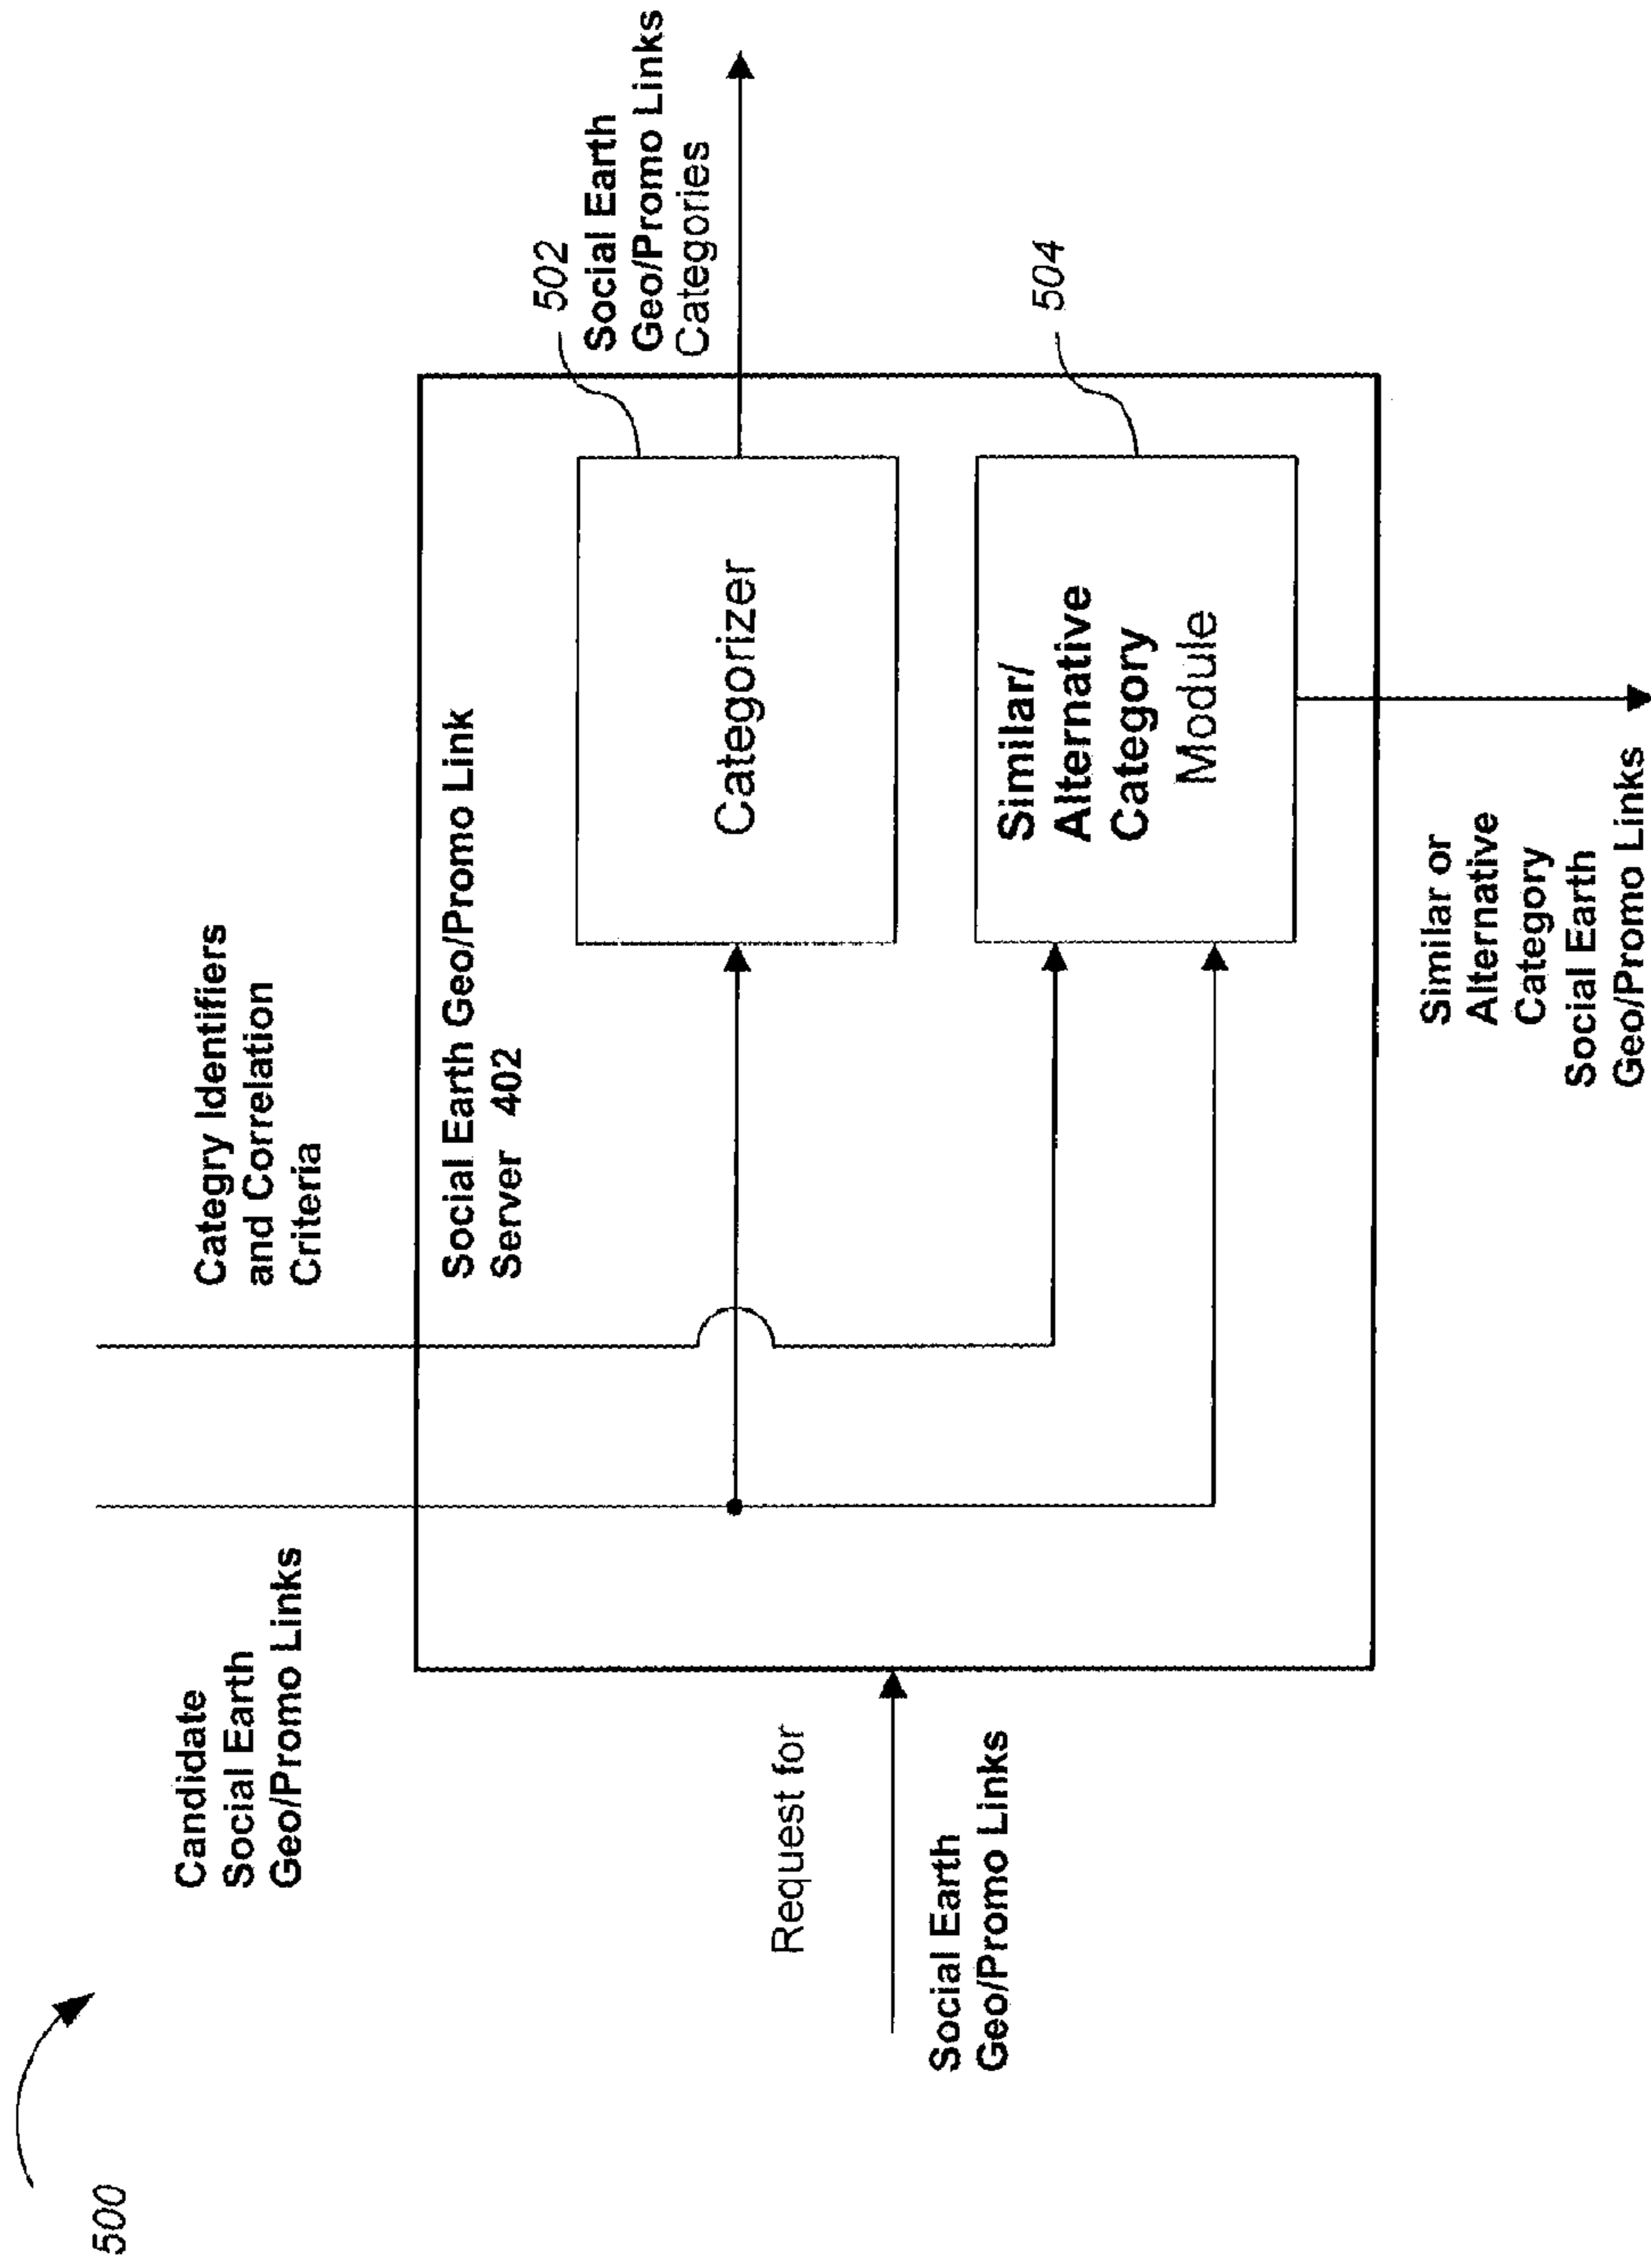 500
Candidate
Social Earth
Geo/Promo Links
Categry Identifiers
and Correlation
Criteria
Social Earth Geo/Promo Link
Server 402
Request for
Social Earth
Geo/Promo Links
Categorizer
502
Social Earth
Geo/Promo Links
Categories
Similar/
Alternative
Category
Module
504
Similar or
Alternative
Category
Social Earth
Geo/Promo Links